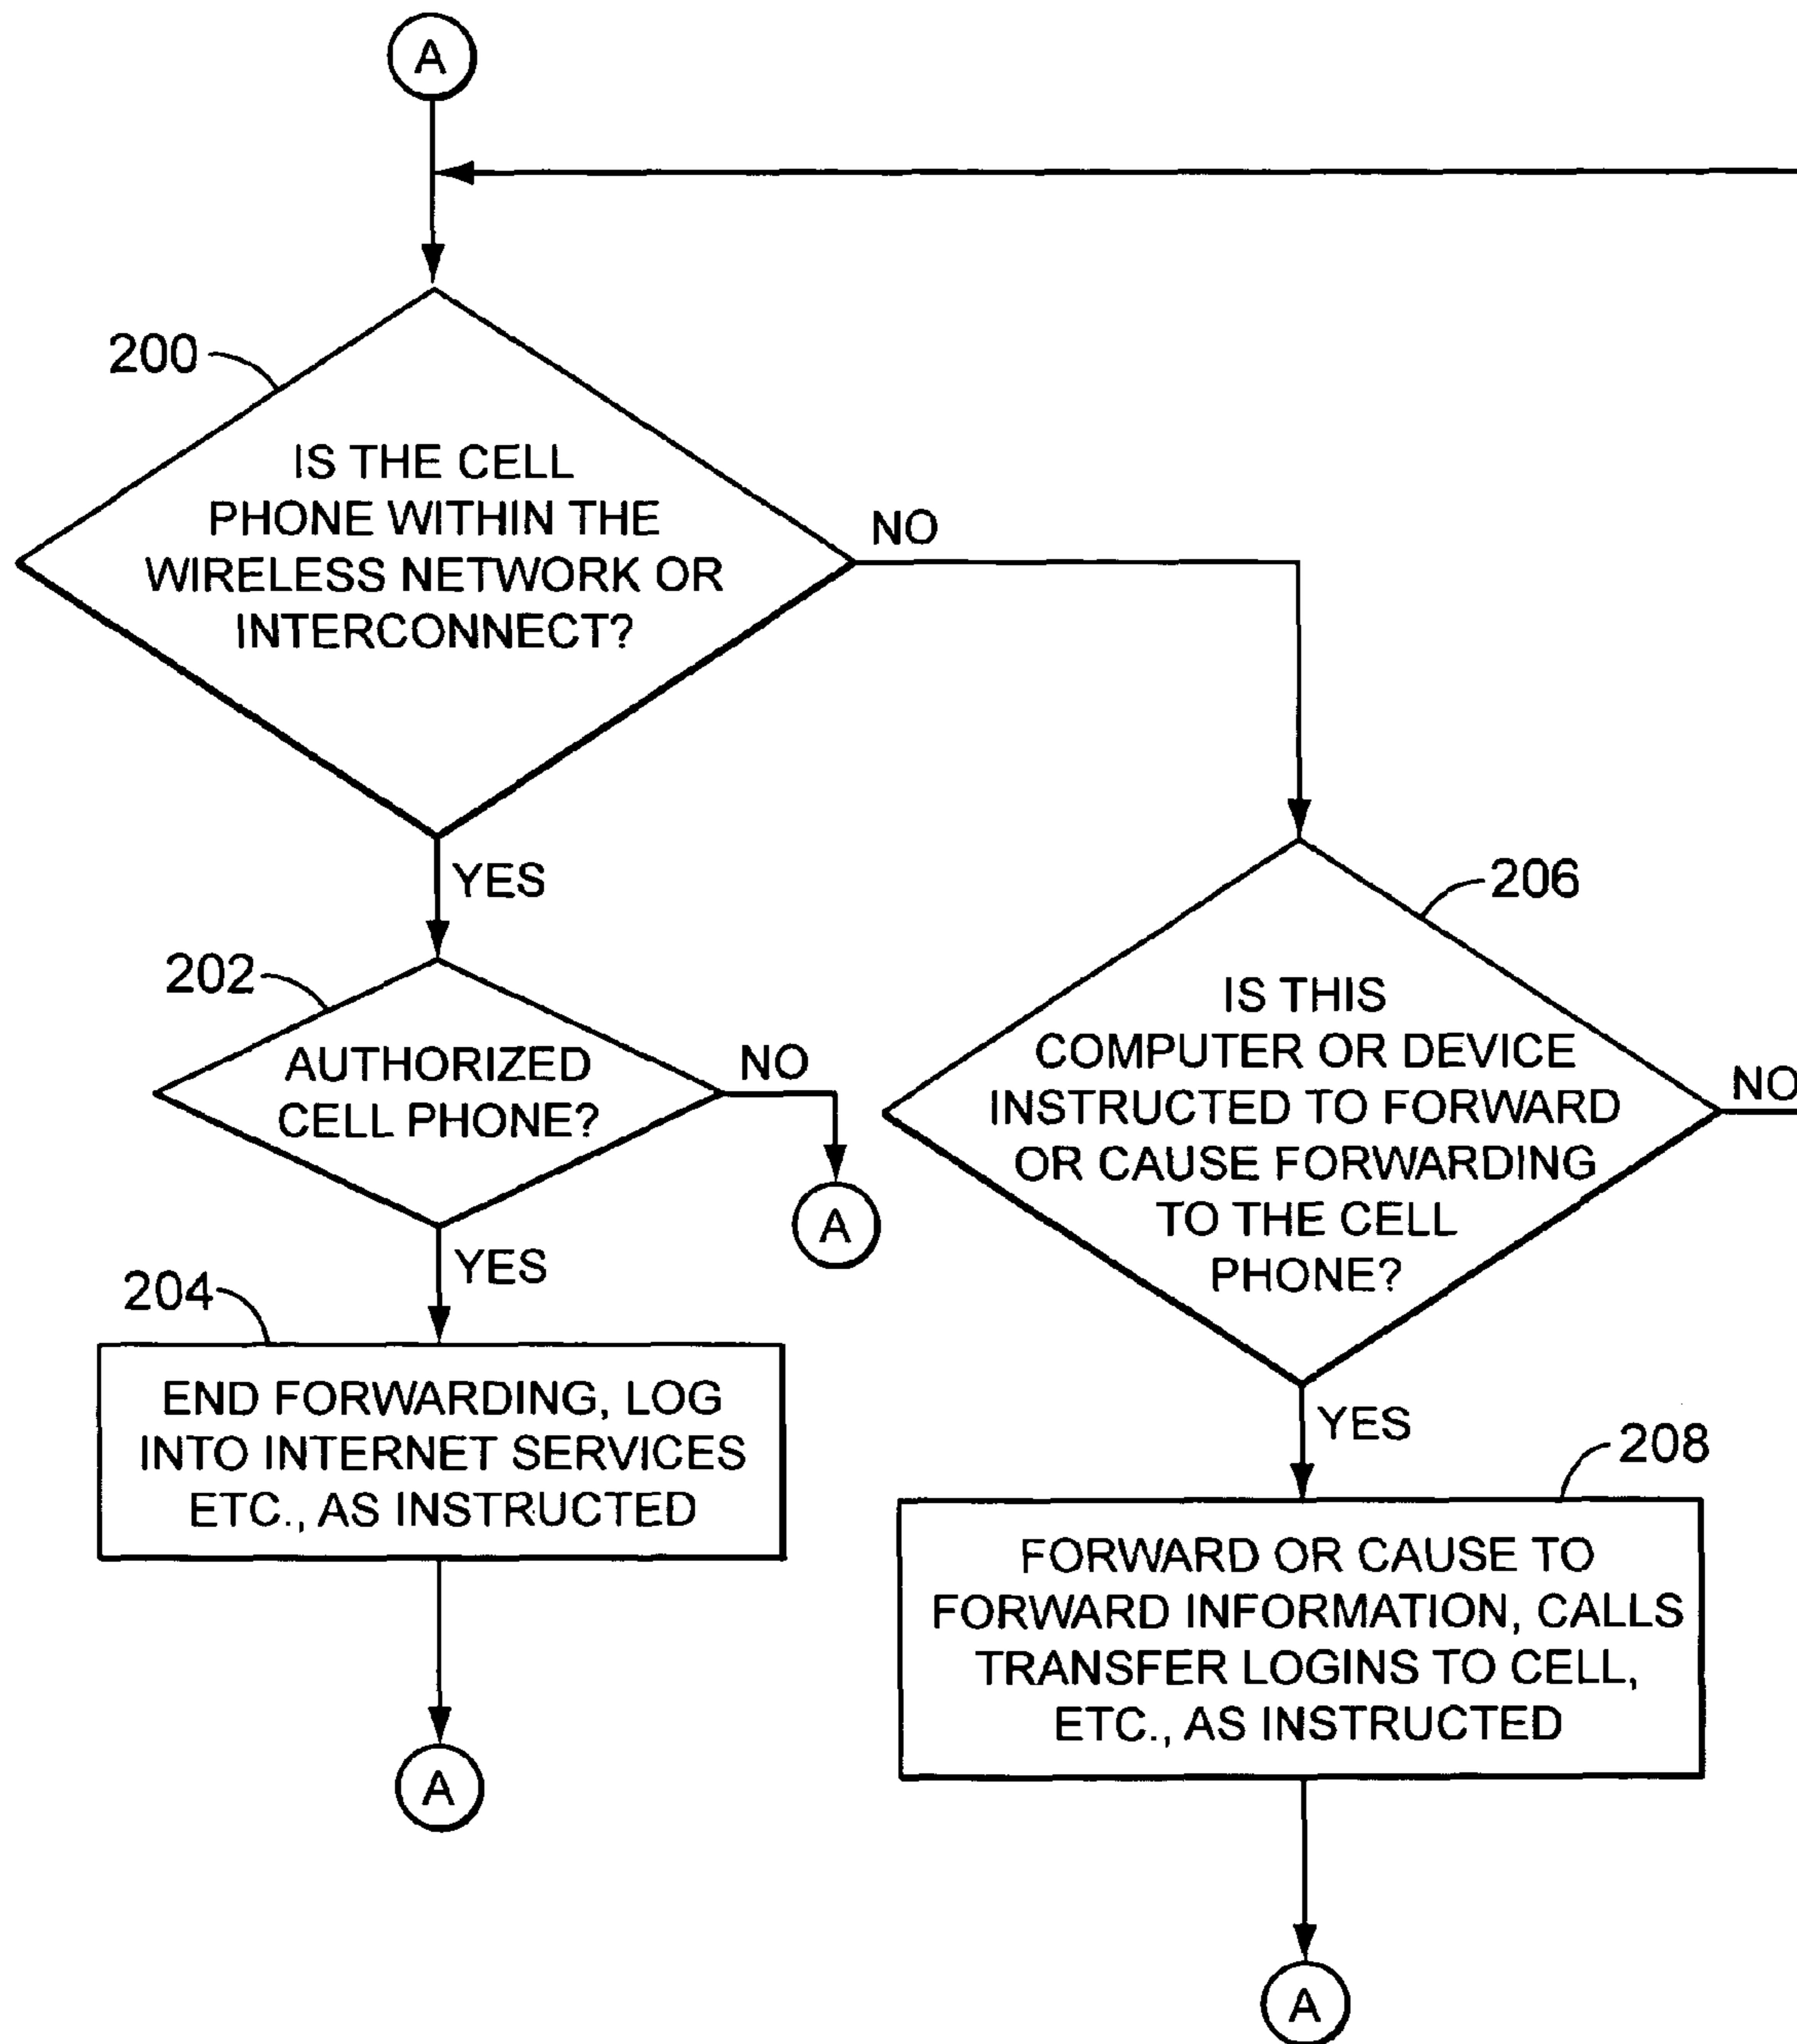 A
200
IS THE CELL
PHONE WITHIN THE
WIRELESS NETWORK OR
INTERCONNECT?
NO
YES
202
AUTHORIZED
CELL PHONE?
NO
A
YES
204
END FORWARDING, LOG
INTO INTERNET SERVICES
ETC., AS INSTRUCTED
A
206
IS THIS
COMPUTER OR DEVICE
INSTRUCTED TO FORWARD
OR CAUSE FORWARDING
TO THE CELL
PHONE?
NO
YES
208
FORWARD OR CAUSE TO
FORWARD INFORMATION, CALLS
TRANSFER LOGINS TO CELL,
ETC., AS INSTRUCTED
A